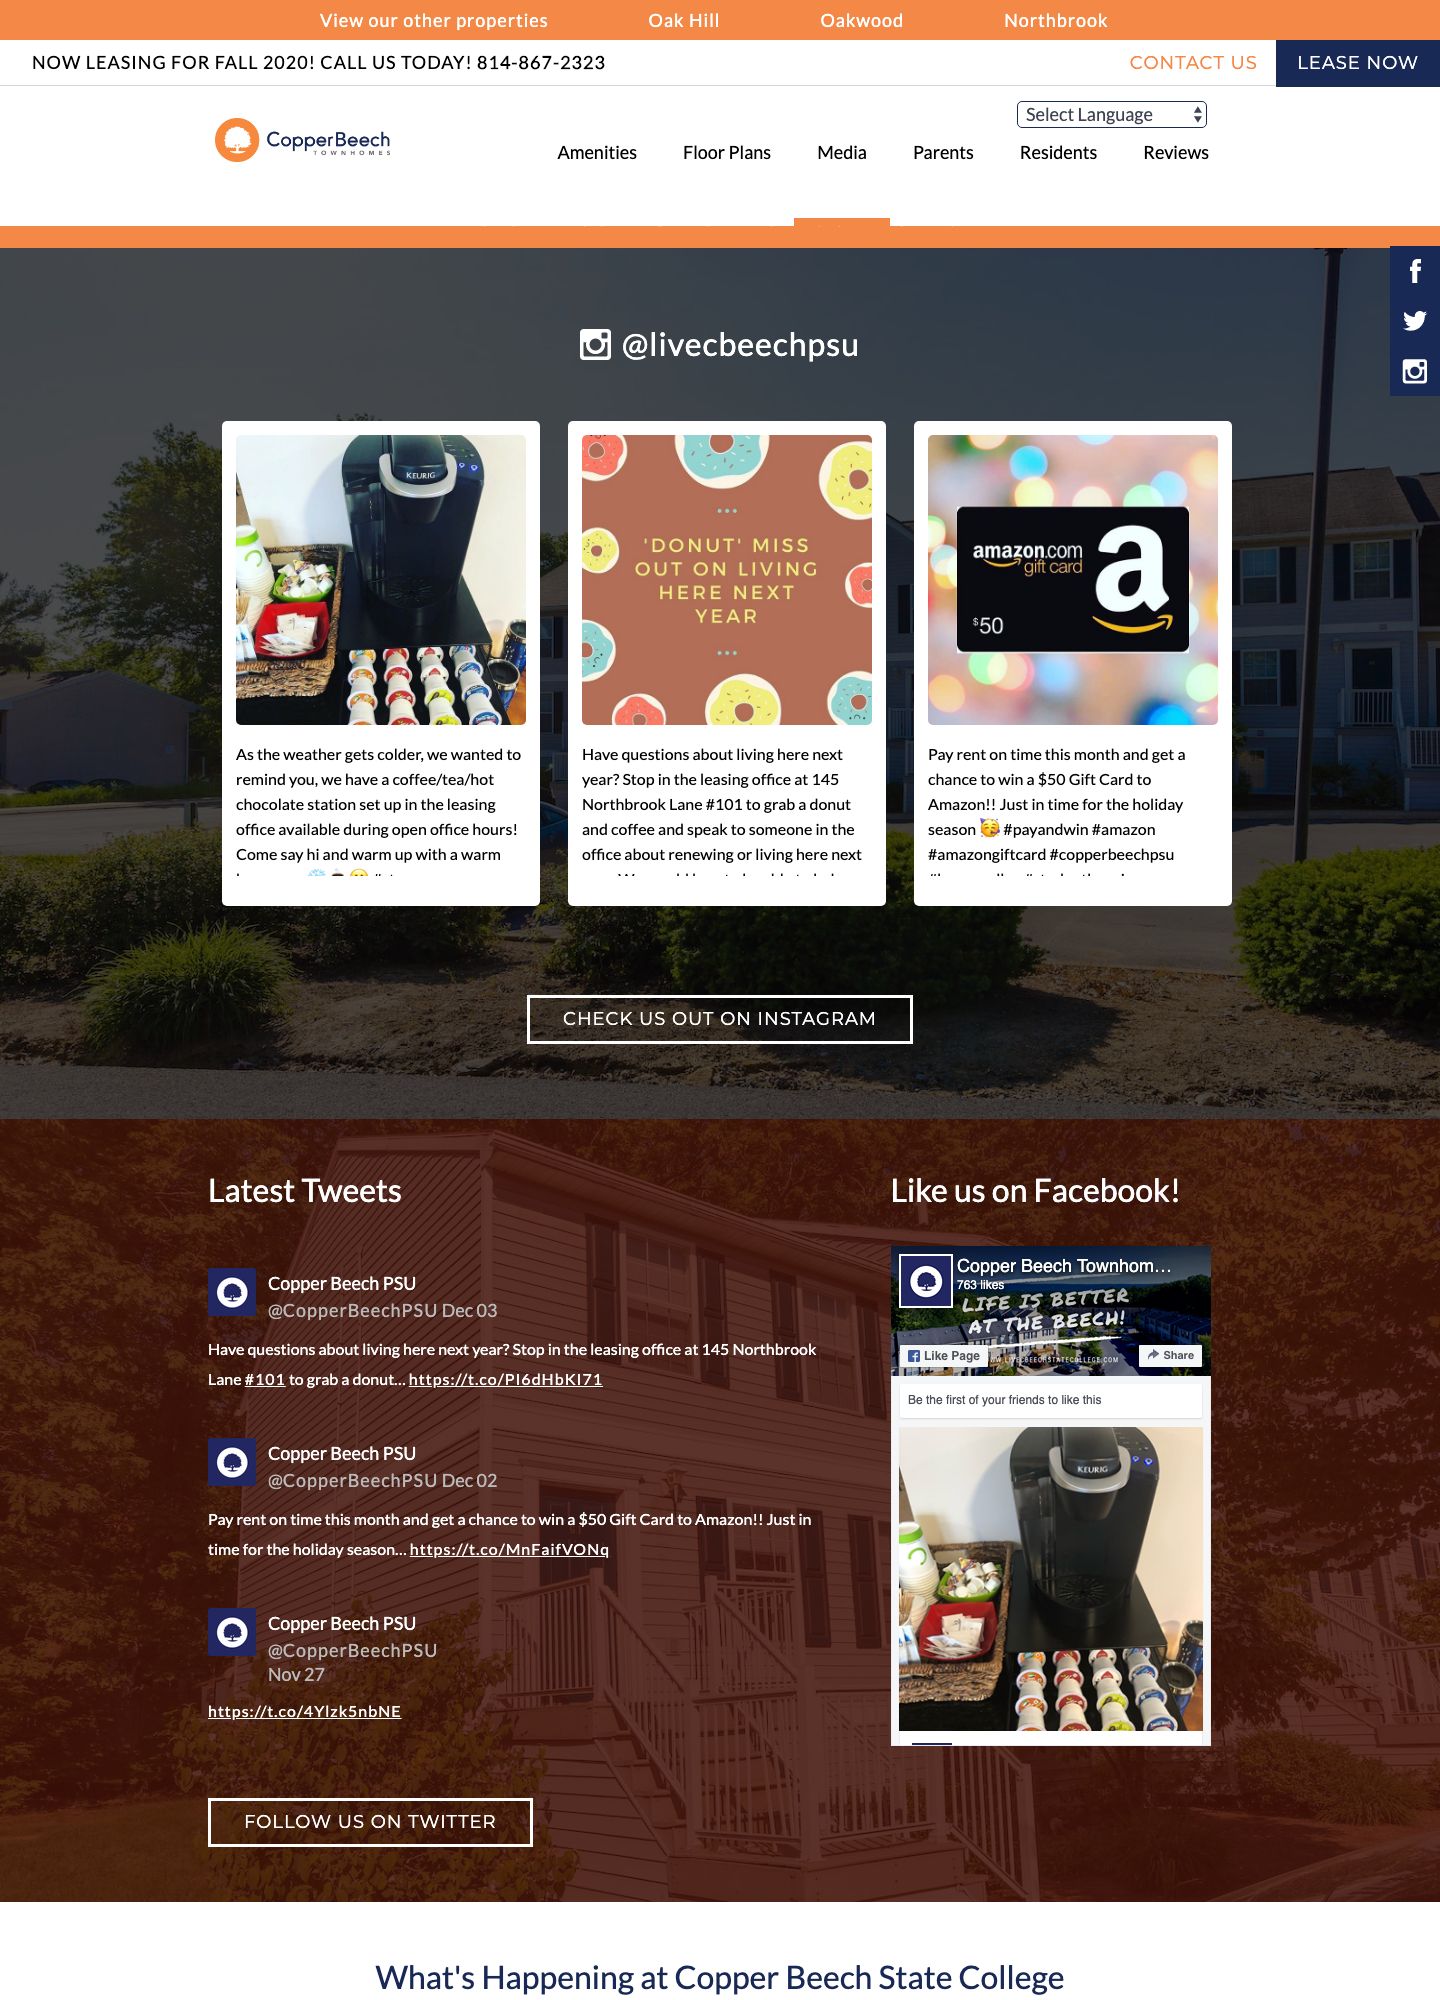 View our other properties Oak Hill Oakwood Northbrook
NOW LEASING FOR FALL 2020! CALL US TODAY! 814-867-2323 CONTACT US LEASE NOW
Select Language
CopperBeech
TOWNHOMES
Amenities Floor Plans Media Parents Residents Reviews
@livecbeechpsu
KEURIG
As the weather gets colder, we wanted to
remind you, we have a coffee/tea/hot
chocolate station set up in the leasing
office available during open office hours!
Come say hi and warm up with a warm
'DONUT' MISS
OUT ON LIVING
HERE NEXT
YEAR
Have questions about living here next
year? Stop in the leasing office at 145
Northbrook Lane #101 to grab a donut
and coffee and speak to someone in the
office about renewing or living here next
amazon.com
gift card
a
$50
Pay rent on time this month and get a
chance to win a $50 Gift Card to
Amazon!! Just in time for the holiday
season 🥳 #payandwin #amazon
#amazongiftcard #copperbeechpsu
CHECK US OUT ON INSTAGRAM
Latest Tweets
Copper Beech PSU
@CopperBeechPSU Dec 03
Have questions about living here next year? Stop in the leasing office at 145 Northbrook
Lane #101 to grab a donut... https://t.co/PI6dHbKI71
Copper Beech PSU
@CopperBeechPSU Dec 02
Pay rent on time this month and get a chance to win a $50 Gift Card to Amazon!! Just in
time for the holiday season... https://t.co/MnFaifVONq
Copper Beech PSU
@CopperBeechPSU
Nov 27
https://t.co/4Ylzk5nbNE
FOLLOW US ON TWITTER
Like us on Facebook!
Copper Beech Townhom...
763 likes
LIFE IS BETTER
AT THE BEECH!
WWW.LIVECBEECHSTATECOLLEGE.COM
Like Page Share
Be the first of your friends to like this
KEURIG
What's Happening at Copper Beech State College